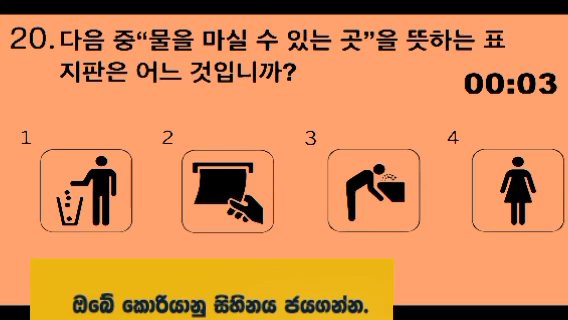 20. 다음 중“물을 마실 수 있는 곳”을 뜻하는 표
지판은 어느 것입니까?
00:03
1 2 3 4
ඔබේ කොරියානු සිහිනය ජයගන්න.